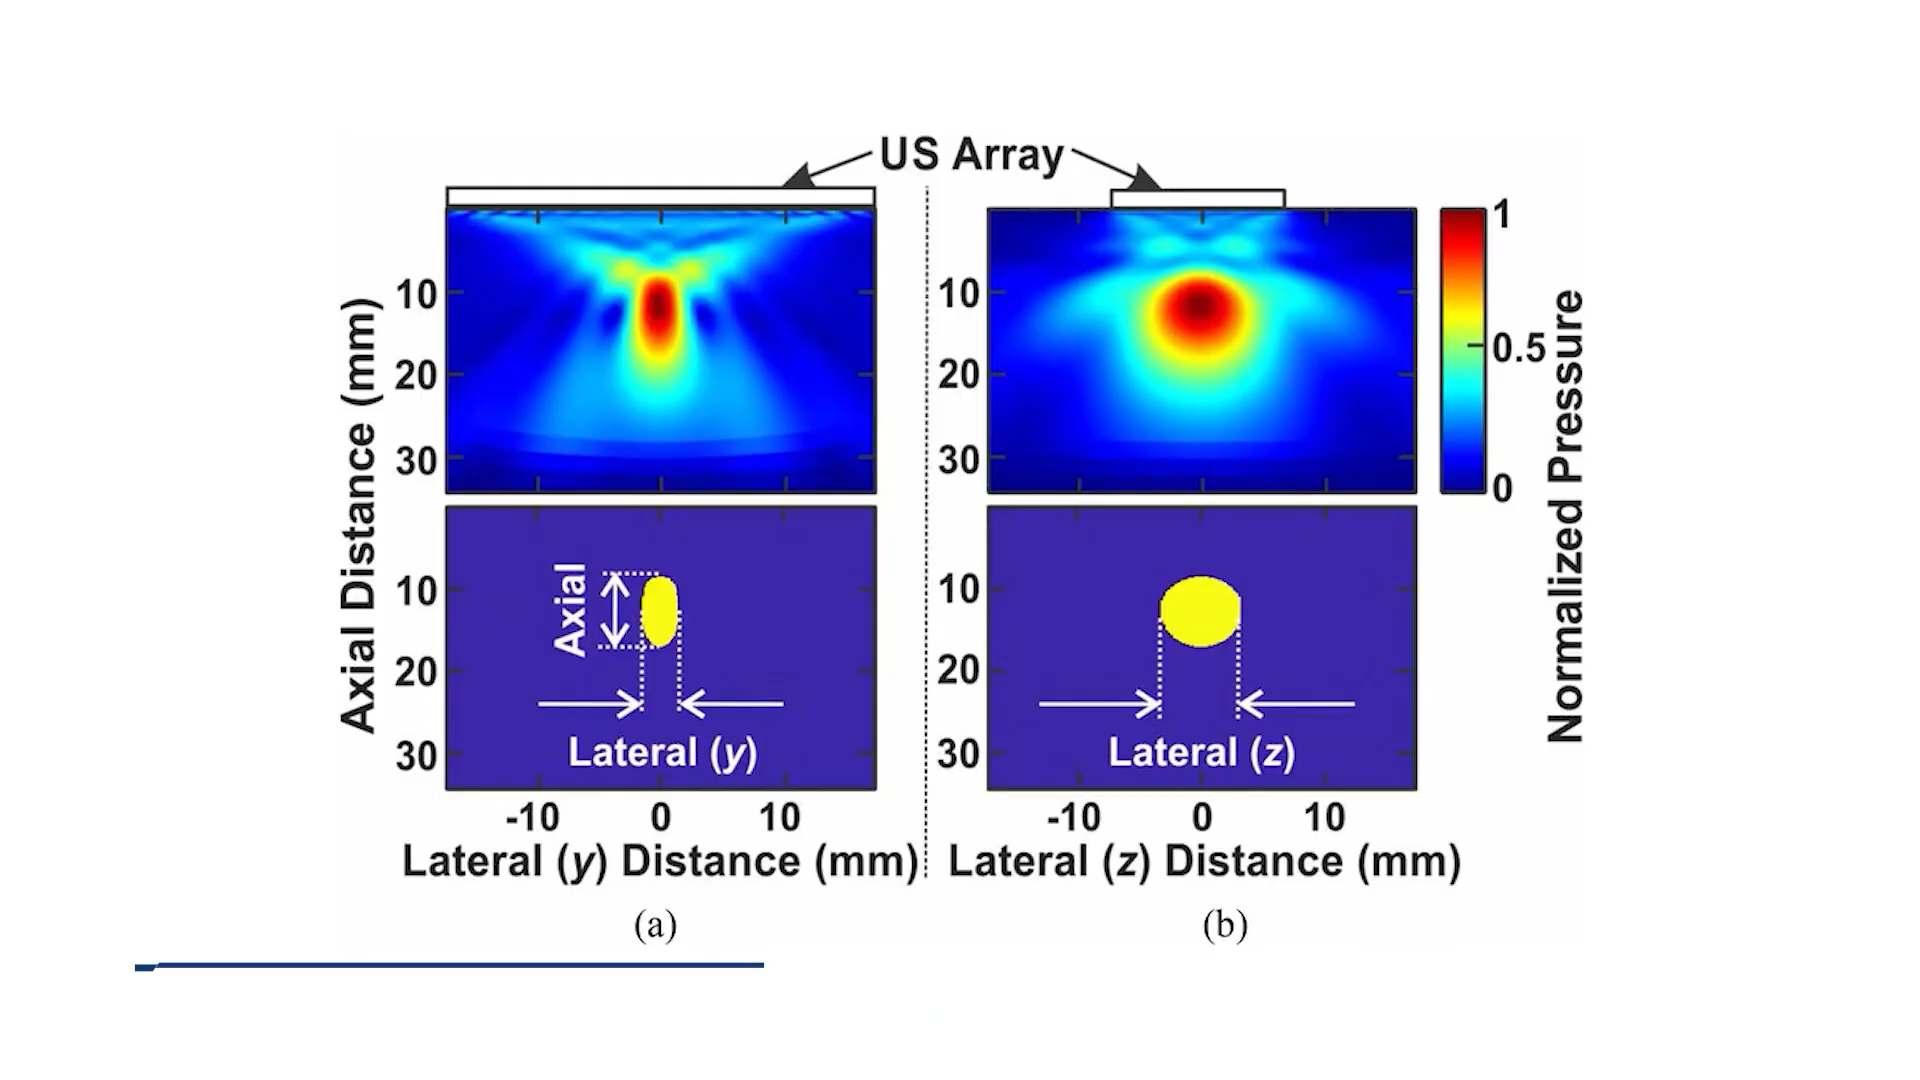 US Array
Axial Distance (mm)
10
20
30
10
20
30
1
0.5
0
Normalized Pressure
Axial
Lateral (y)
10
20
30
10
20
30
Lateral (z)
-10 0 10
-10 0 10
Lateral (y) Distance (mm)
Lateral (z) Distance (mm)
(a)
(b)